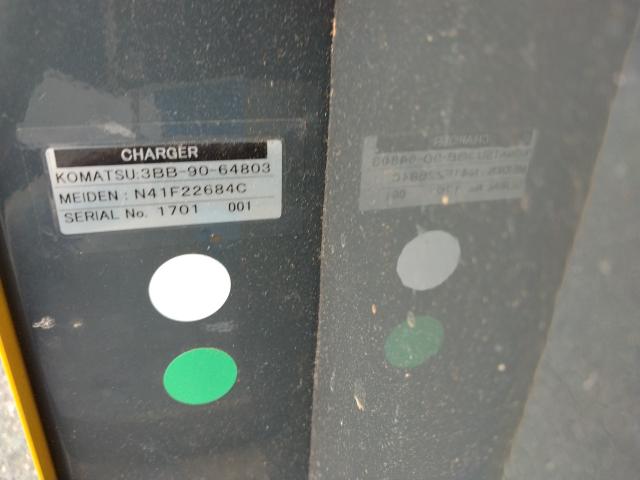 CHARGER
KOMATSU:3BB-90-64803
MEIDEN: N41F22684C
SERIAL No. 1701 001